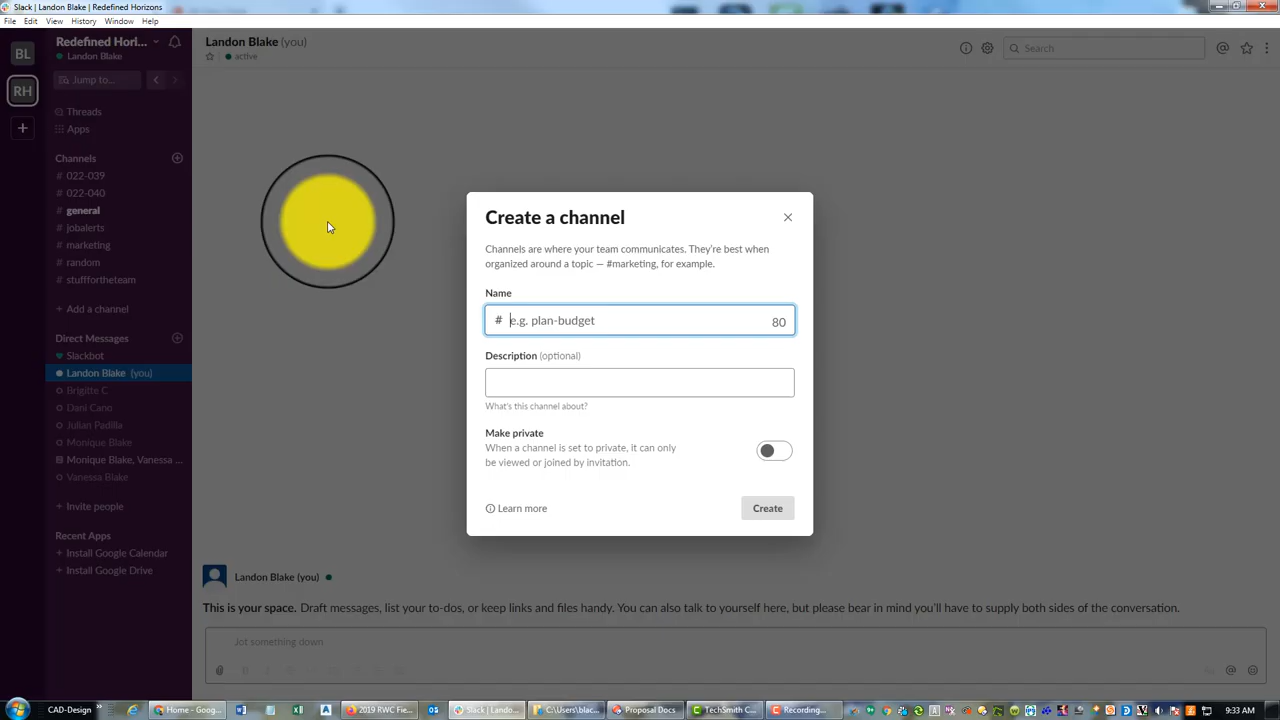 Slack | Landon Blake | Redefined Horizons
File Edit View History Window Help
BL
RH
Redefined Hori...
Landon Blake
Jump to...
Threads
Apps
Channels
# 022-039
# 022-040
# general
# jobalerts
# marketing
# random
# stufffortheteam
+ Add a channel
Direct Messages
Slackbot
Landon Blake (you)
Brigitte C
Dani Cano
Julian Padilla
Monique Blake
Monique Blake, Vanessa ...
Vanessa Blake
+ Invite people
Recent Apps
+ Install Google Calendar
+ Install Google Drive
Landon Blake (you)
active
Search
Create a channel
Channels are where your team communicates. They're best when
organized around a topic — #marketing, for example.
Name
# e.g. plan-budget 80
Description (optional)
What's this channel about?
Make private
When a channel is set to private, it can only
be viewed or joined by invitation.
Learn more
Create
Landon Blake (you)
This is your space. Draft messages, list your to-dos, or keep links and files handy. You can also talk to yourself here, but please bear in mind you'll have to supply both sides of the conversation.
Jot something down
CAD-Design
Home - Goog...
2019 RWC Fie...
Slack | Lando...
C:\Users\blac...
Proposal Docs
TechSmith C...
Recording...
9:33 AM